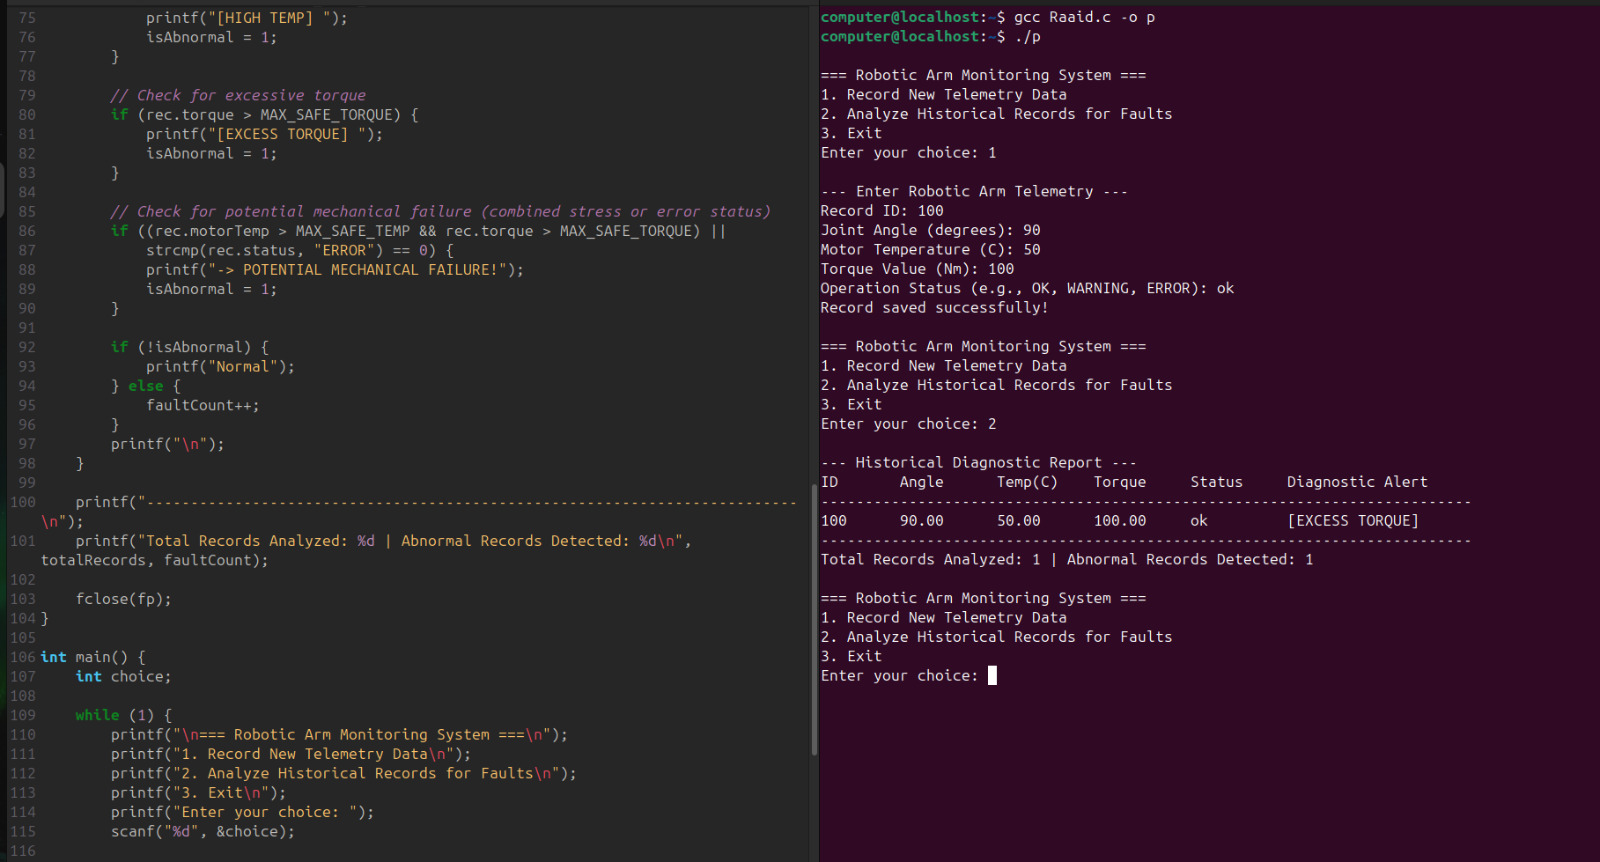 75             printf("[HIGH TEMP] ");
76             isAbnormal = 1;
77         }
78
79         // Check for excessive torque
80         if (rec.torque > MAX_SAFE_TORQUE) {
81             printf("[EXCESS TORQUE] ");
82             isAbnormal = 1;
83         }
84
85         // Check for potential mechanical failure (combined stress or error status)
86         if ((rec.motorTemp > MAX_SAFE_TEMP && rec.torque > MAX_SAFE_TORQUE) ||
87             strcmp(rec.status, "ERROR") == 0) {
88             printf("-> POTENTIAL MECHANICAL FAILURE!");
89             isAbnormal = 1;
90         }
91
92         if (!isAbnormal) {
93             printf("Normal");
94         } else {
95             faultCount++;
96         }
97         printf("\n");
98     }
99
100     printf("--------------------------------------------------------------------------
\n");
101     printf("Total Records Analyzed: %d | Abnormal Records Detected: %d\n",
totalRecords, faultCount);
102
103     fclose(fp);
104 }
105
106 int main() {
107     int choice;
108
109     while (1) {
110         printf("\n=== Robotic Arm Monitoring System ===\n");
111         printf("1. Record New Telemetry Data\n");
112         printf("2. Analyze Historical Records for Faults\n");
113         printf("3. Exit\n");
114         printf("Enter your choice: ");
115         scanf("%d", &choice);
116
computer@localhost:~$ gcc Raaid.c -o p
computer@localhost:~$ ./p

=== Robotic Arm Monitoring System ===
1. Record New Telemetry Data
2. Analyze Historical Records for Faults
3. Exit
Enter your choice: 1

--- Enter Robotic Arm Telemetry ---
Record ID: 100
Joint Angle (degrees): 90
Motor Temperature (C): 50
Torque Value (Nm): 100
Operation Status (e.g., OK, WARNING, ERROR): ok
Record saved successfully!

=== Robotic Arm Monitoring System ===
1. Record New Telemetry Data
2. Analyze Historical Records for Faults
3. Exit
Enter your choice: 2

--- Historical Diagnostic Report ---
ID       Angle      Temp(C)    Torque     Status     Diagnostic Alert
--------------------------------------------------------------------------
100      90.00      50.00      100.00     ok         [EXCESS TORQUE]
--------------------------------------------------------------------------
Total Records Analyzed: 1 | Abnormal Records Detected: 1

=== Robotic Arm Monitoring System ===
1. Record New Telemetry Data
2. Analyze Historical Records for Faults
3. Exit
Enter your choice: